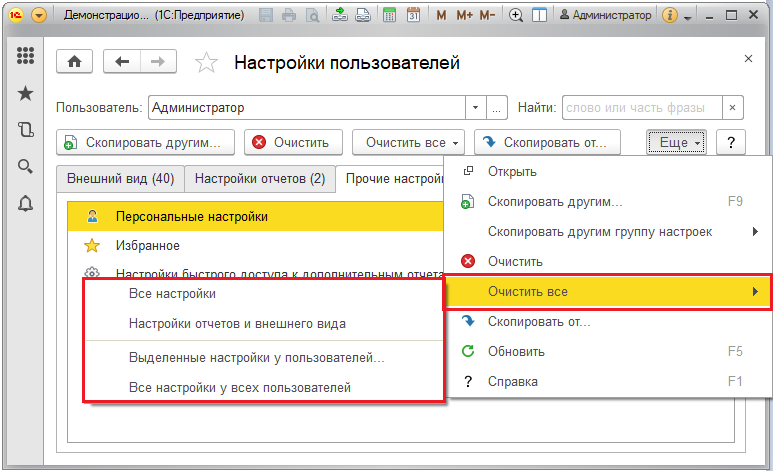 Демонстрацио... (1С:Предприятие)
M M+ M-
Администратор
Настройки пользователей
Пользователь: Администратор
Найти: слово или часть фразы
Скопировать другим...
Очистить
Очистить все
Скопировать от...
Еще
?
Внешний вид (40)
Настройки отчетов (2)
Прочие настрой
Персональные настройки
Избранное
Настройки быстрого доступа к дополнительным отчета
Все настройки
Настройки отчетов и внешнего вида
Выделенные настройки у пользователей...
Все настройки у всех пользователей
Открыть
Скопировать другим... F9
Скопировать другим группу настроек
Очистить
Очистить все
Скопировать от...
Обновить F5
? Справка F1